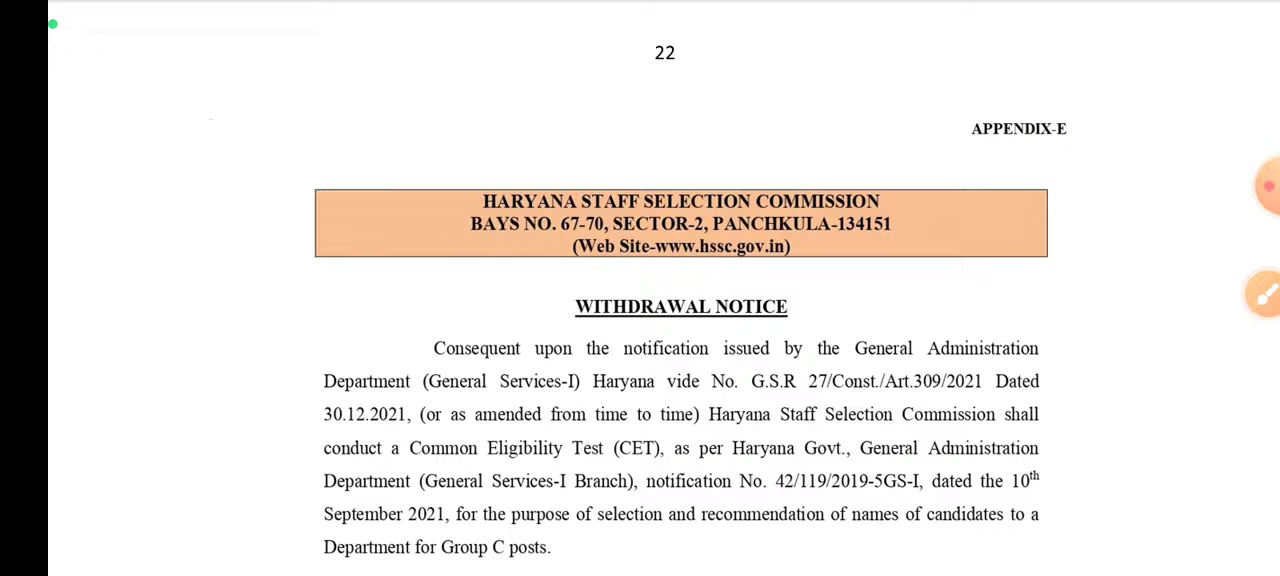 22
APPENDIX-E
HARYANA STAFF SELECTION COMMISSION
BAYS NO. 67-70, SECTOR-2, PANCHKULA-134151
(Web Site-www.hssc.gov.in)
WITHDRAWAL NOTICE
Consequent upon the notification issued by the General Administration
Department (General Services-I) Haryana vide No. G.S.R 27/Const./Art.309/2021 Dated
30.12.2021, (or as amended from time to time) Haryana Staff Selection Commission shall
conduct a Common Eligibility Test (CET), as per Haryana Govt., General Administration
Department (General Services-I Branch), notification No. 42/119/2019-5GS-I, dated the 10th
September 2021, for the purpose of selection and recommendation of names of candidates to a
Department for Group C posts.